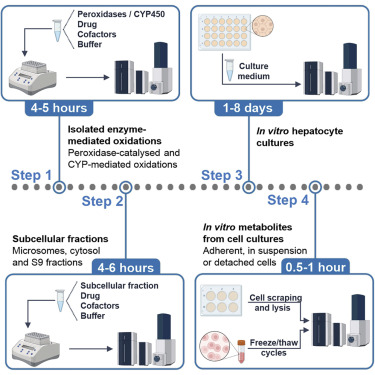 Peroxidases / CYP450
Drug
Cofactors
Buffer
4-5 hours
Culture
medium
1-8 days
Isolated enzyme-
mediated oxidations
Peroxidase-catalysed and
CYP-mediated oxidations
In vitro hepatocyte
cultures
Step 1
Step 2
Step 3
Step 4
Subcellular fractions
Microsomes, cytosol
and S9 fractions
4-6 hours
In vitro metabolites
from cell cultures
Adherent, in suspension
or detached cells
0.5-1 hour
Subcellular fraction
Drug
Cofactors
Buffer
Cell scraping
and lysis
Freeze/thaw
cycles